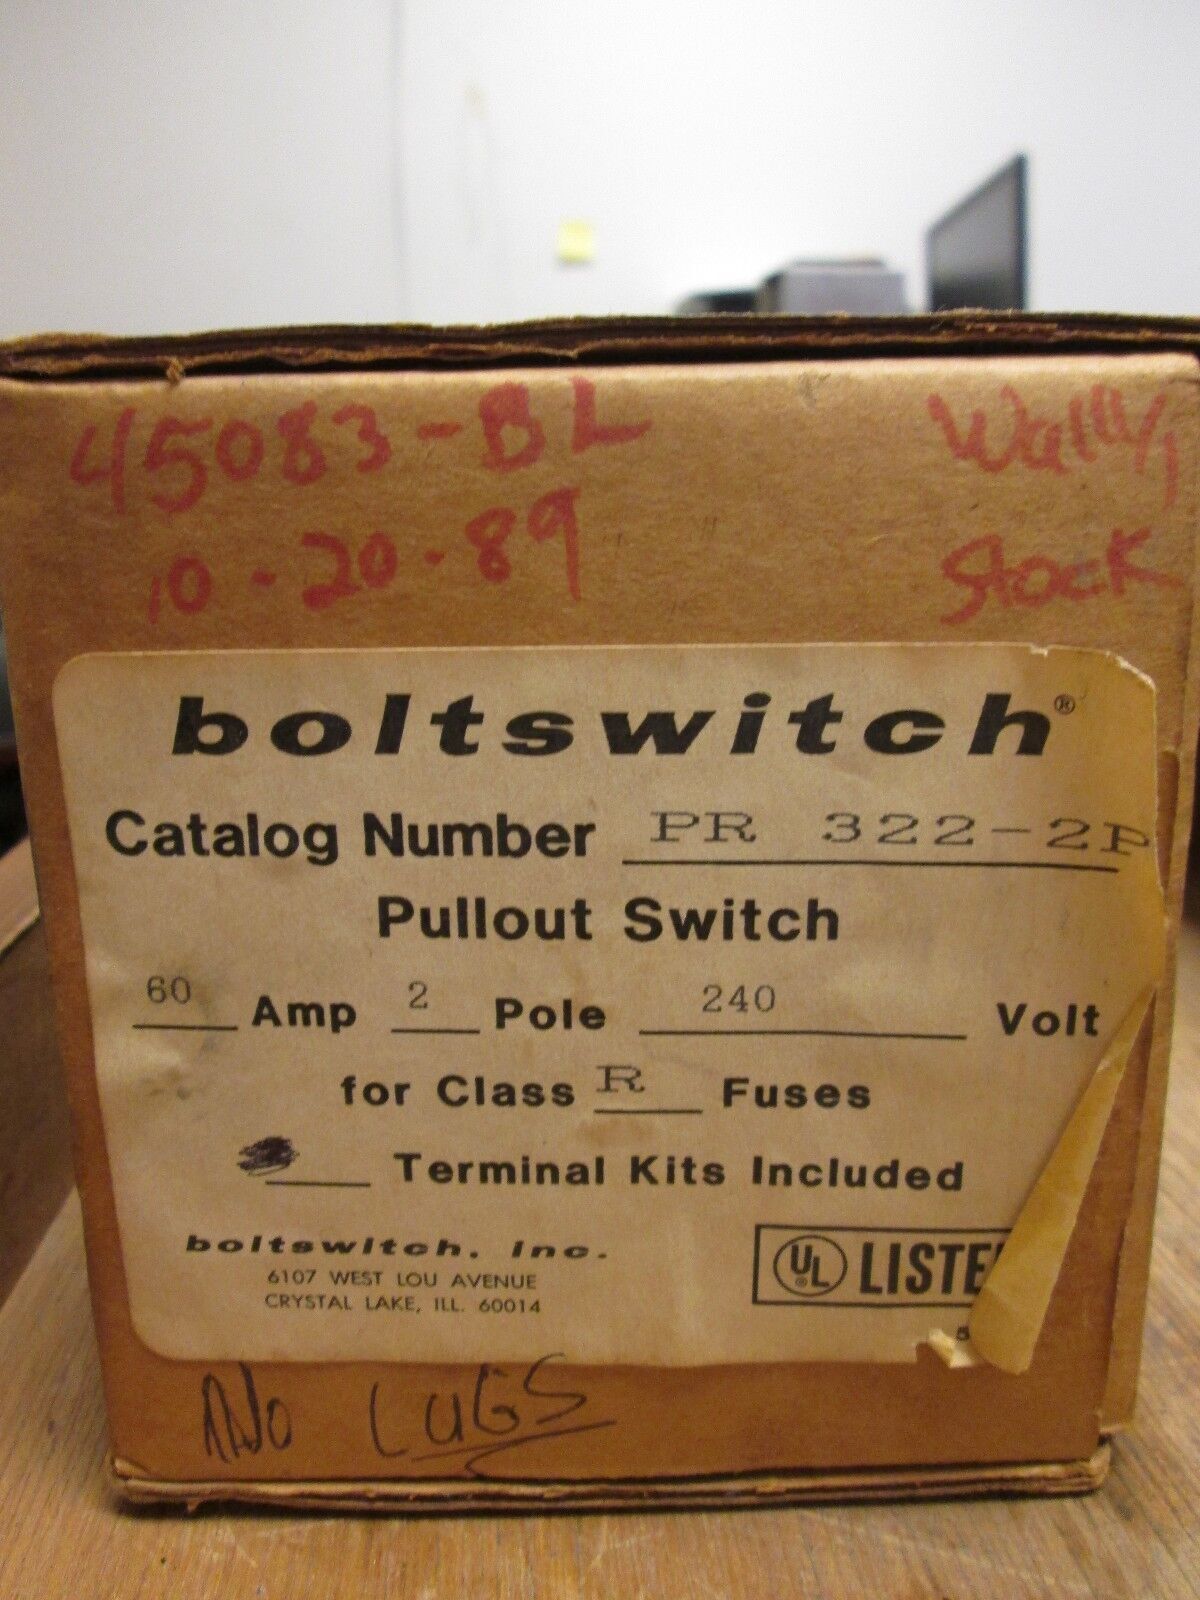 45083-BL Wally,
10-20-89 Stock
boltswitch®
Catalog Number PR 322-2P
Pullout Switch
60 Amp 2 Pole 240 Volt
for Class R Fuses
Terminal Kits Included
boltswitch, inc.
6107 WEST LOU AVENUE
CRYSTAL LAKE, ILL. 60014
UL® LISTE
5
No LUGS